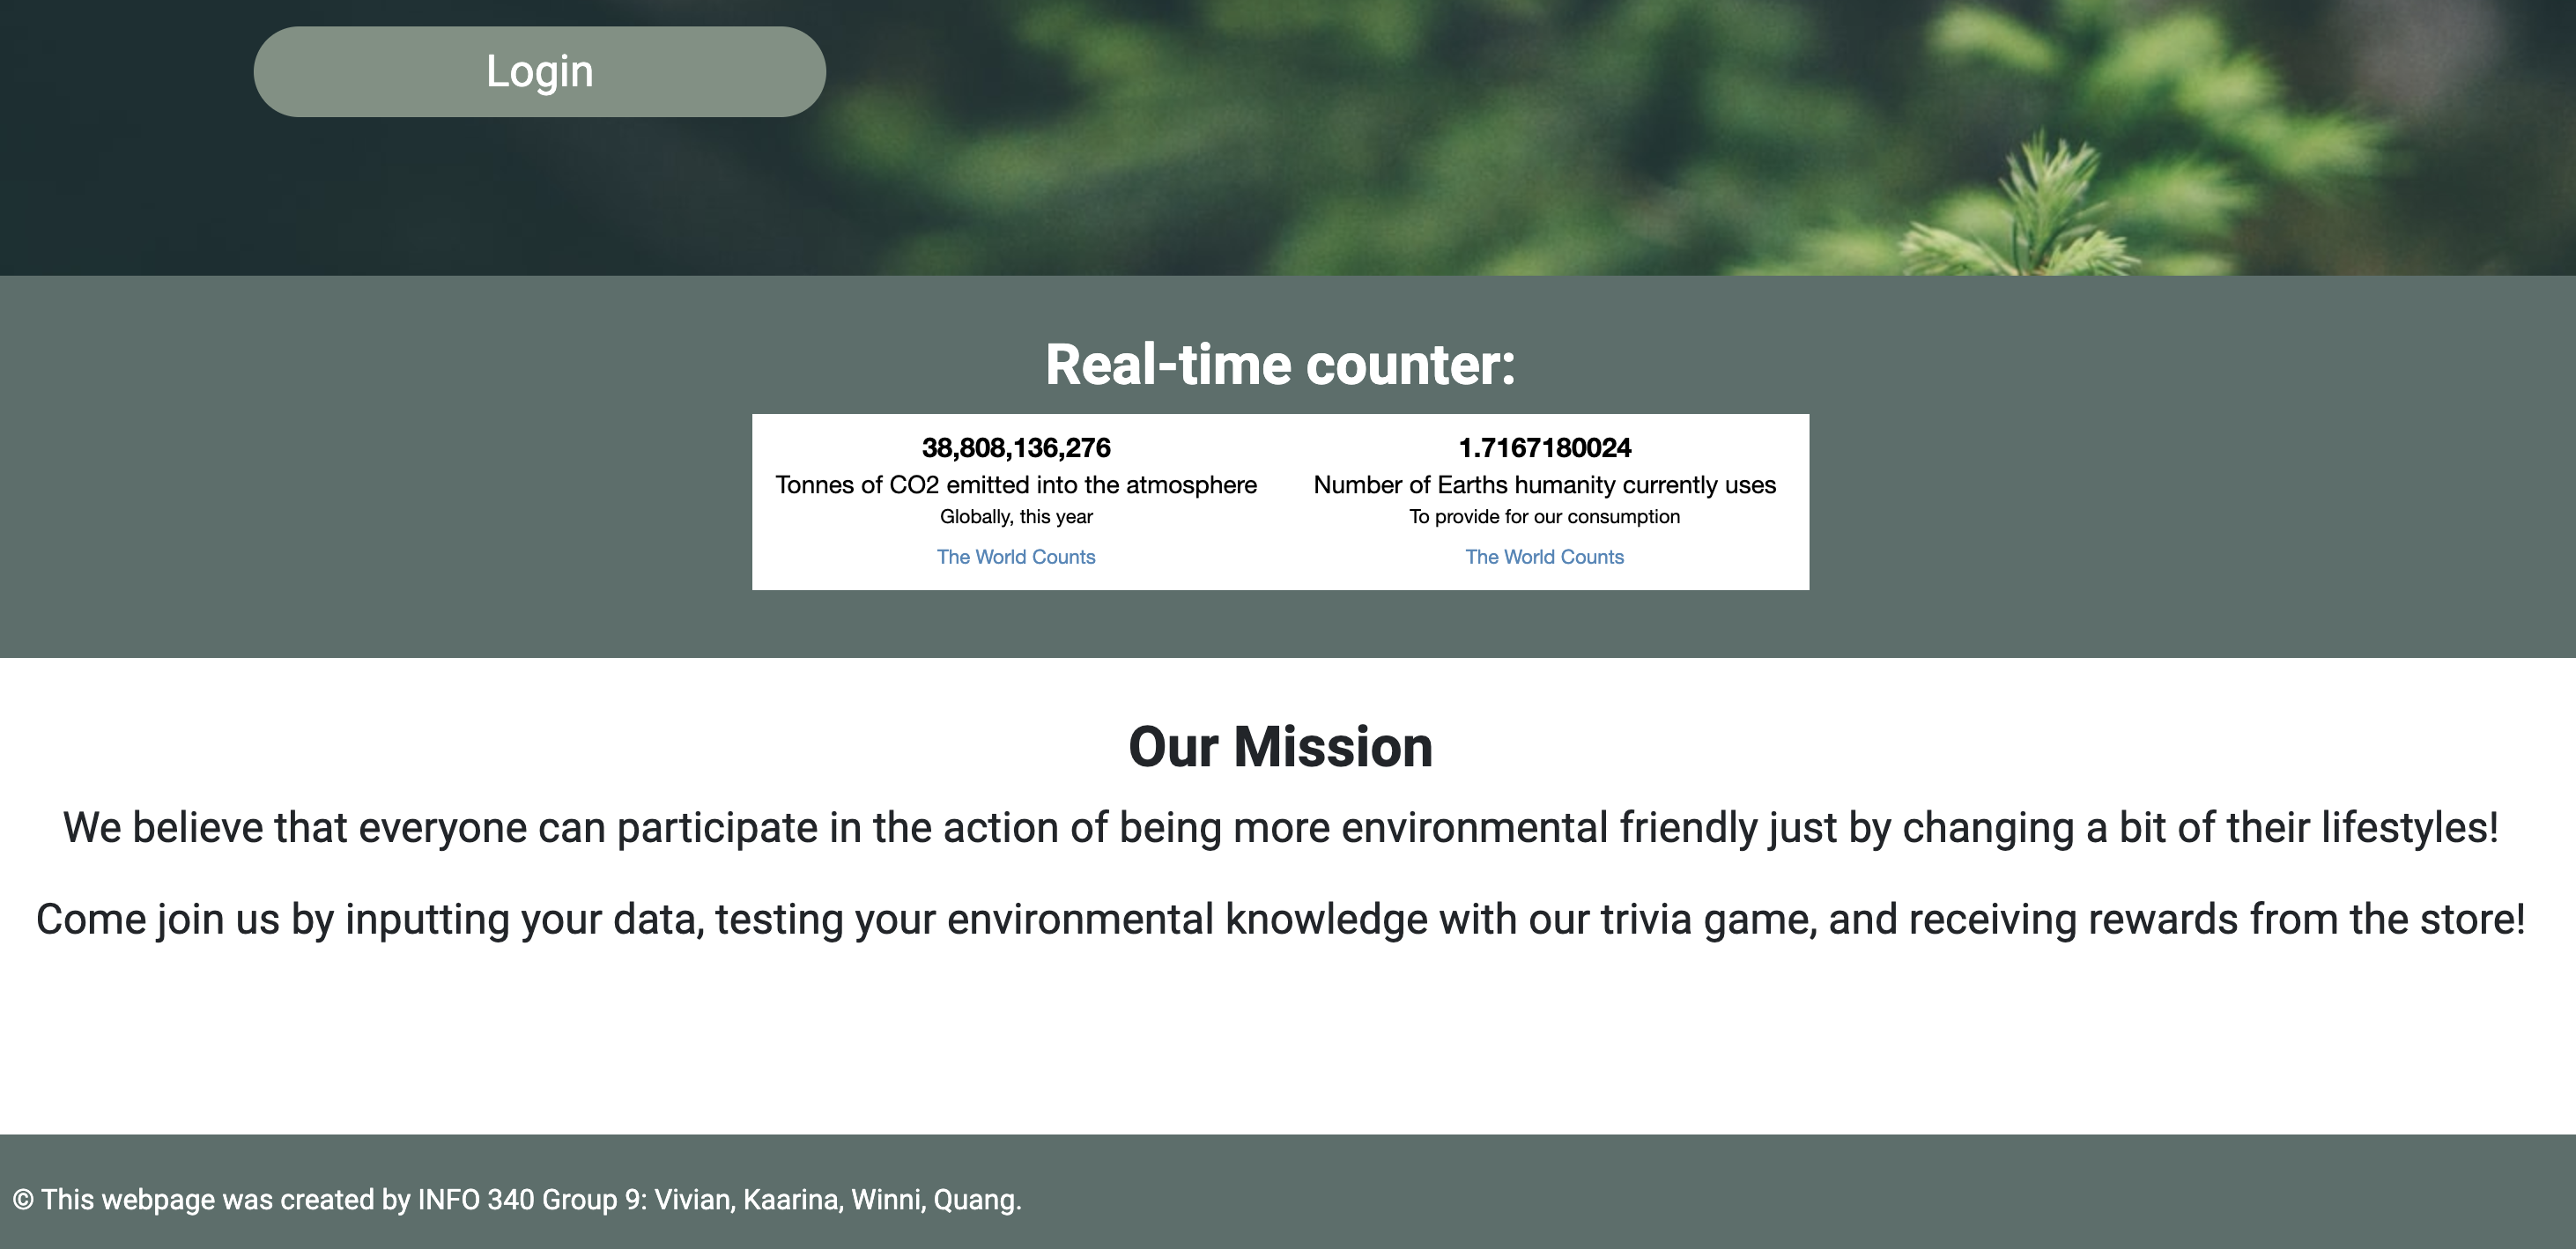 Login
Real-time counter:
38,808,136,276
Tonnes of CO2 emitted into the atmosphere
Globally, this year
The World Counts
1.7167180024
Number of Earths humanity currently uses
To provide for our consumption
The World Counts
Our Mission
We believe that everyone can participate in the action of being more environmental friendly just by changing a bit of their lifestyles!
Come join us by inputting your data, testing your environmental knowledge with our trivia game, and receiving rewards from the store!
© This webpage was created by INFO 340 Group 9: Vivian, Kaarina, Winni, Quang.